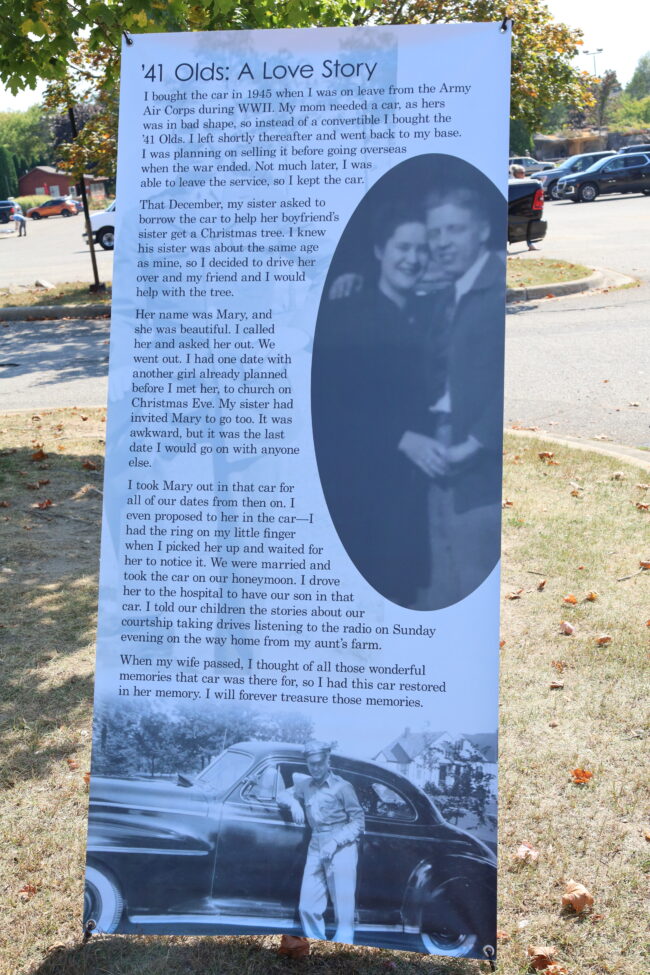 '41 Olds: A Love Story
I bought the car in 1945 when I was on leave from the Army
Air Corps during WWII. My mom needed a car, as hers
was in bad shape, so instead of a convertible I bought the
'41 Olds. I left shortly thereafter and went back to my base.
I was planning on selling it before going overseas
when the war ended. Not much later, I was
able to leave the service, so I kept the car.
That December, my sister asked to
borrow the car to help her boyfriend's
sister get a Christmas tree. I knew
his sister was about the same age
as mine, so I decided to drive her
over and my friend and I would
help with the tree.
Her name was Mary, and
she was beautiful. I called
her and asked her out. We
went out. I had one date with
another girl already planned
before I met her, to church on
Christmas Eve. My sister had
invited Mary to go too. It was
awkward, but it was the last
date I would go on with anyone
else.
I took Mary out in that car for
all of our dates from then on. I
even proposed to her in the car—I
had the ring on my little finger
when I picked her up and waited for
her to notice it. We were married and
took the car on our honeymoon. I drove
her to the hospital to have our son in that
car. I told our children the stories about our
courtship taking drives listening to the radio on Sunday
evening on the way home from my aunt's farm.
When my wife passed, I thought of all those wonderful
memories that car was there for, so I had this car restored
in her memory. I will forever treasure those memories.